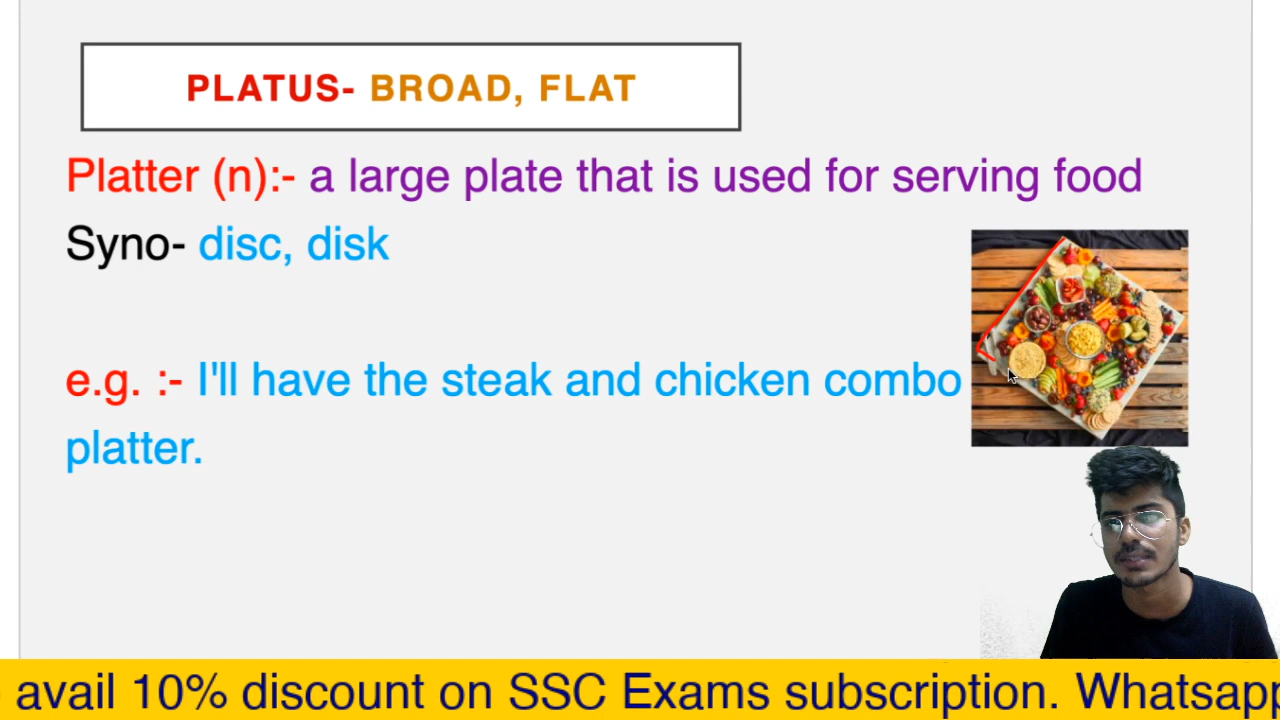 PLATUS- BROAD, FLAT
Platter (n):- a large plate that is used for serving food
Syno- disc, disk
e.g. :- I'll have the steak and chicken combo
platter.
avail 10% discount on SSC Exams subscription. Whatsapp